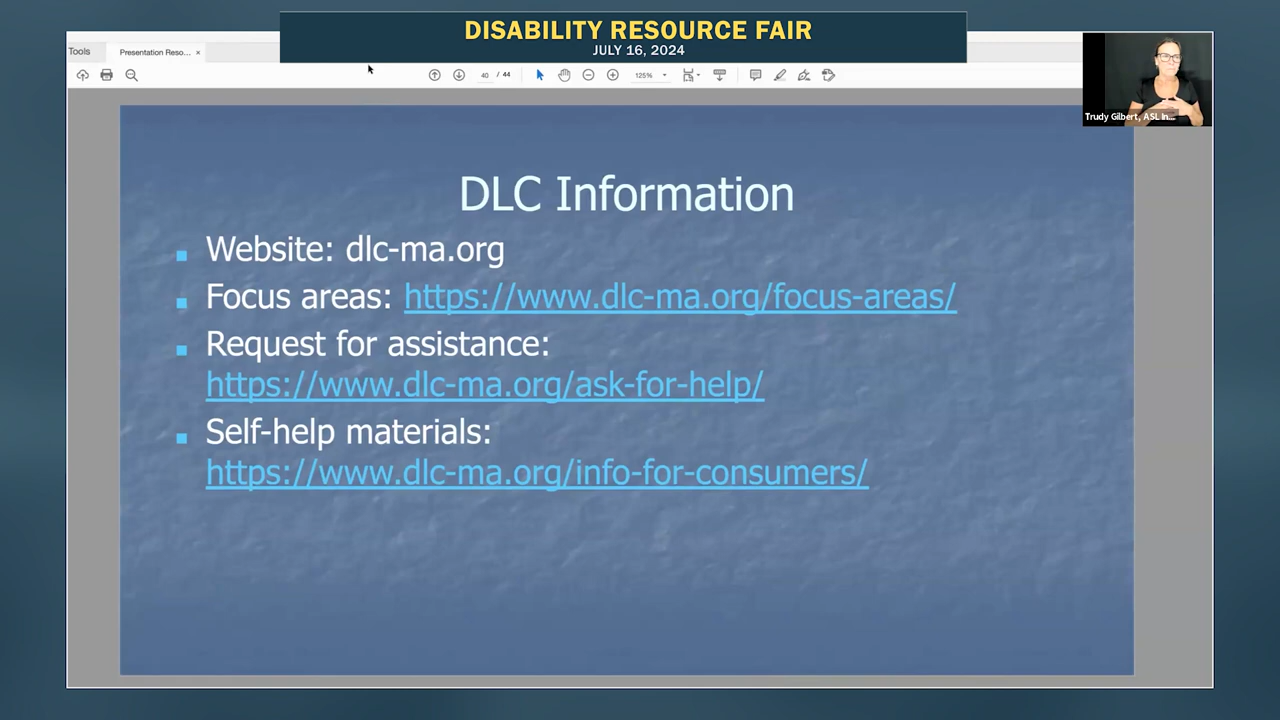 DISABILITY RESOURCE FAIR
JULY 16, 2024
Tools
Presentation Reso... ×
40 / 44
125%
Trudy Gilbert, ASL In...
DLC Information
Website: dlc-ma.org
Focus areas: https://www.dlc-ma.org/focus-areas/
Request for assistance:
https://www.dlc-ma.org/ask-for-help/
Self-help materials:
https://www.dlc-ma.org/info-for-consumers/